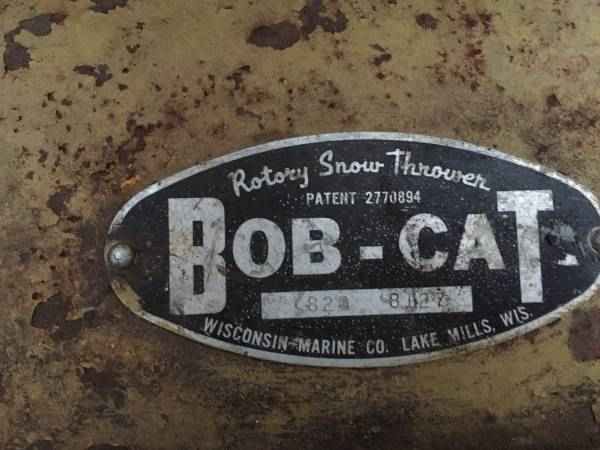 Rotary Snow Thrower
PATENT 2770894
BOB-CAT
WISCONSIN-MARINE CO. LAKE MILLS, WIS.